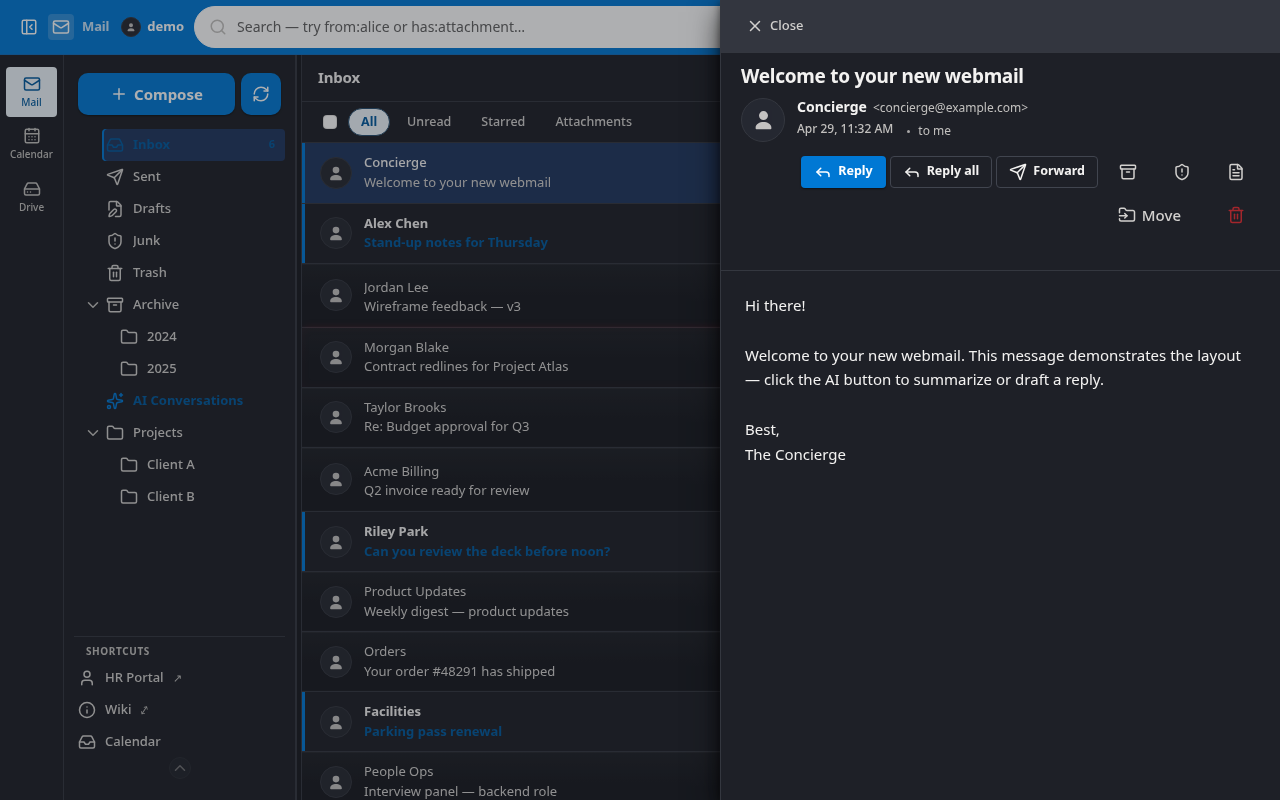 Mail
demo
Search — try from:alice or has:attachment...
Mail
Calendar
Drive
Compose
Inbox 6
Sent
Drafts
Junk
Trash
Archive
2024
2025
AI Conversations
Projects
Client A
Client B
SHORTCUTS
HR Portal ↗
Wiki ⤤
Calendar
Inbox
All Unread Starred Attachments
Concierge
Welcome to your new webmail
Alex Chen
Stand-up notes for Thursday
Jordan Lee
Wireframe feedback — v3
Morgan Blake
Contract redlines for Project Atlas
Taylor Brooks
Re: Budget approval for Q3
Acme Billing
Q2 invoice ready for review
Riley Park
Can you review the deck before noon?
Product Updates
Weekly digest — product updates
Orders
Your order #48291 has shipped
Facilities
Parking pass renewal
People Ops
Interview panel — backend role
Close
Welcome to your new webmail
Concierge <concierge@example.com>
Apr 29, 11:32 AM • to me
Reply Reply all Forward
Move
Hi there!
Welcome to your new webmail. This message demonstrates the layout
— click the AI button to summarize or draft a reply.
Best,
The Concierge